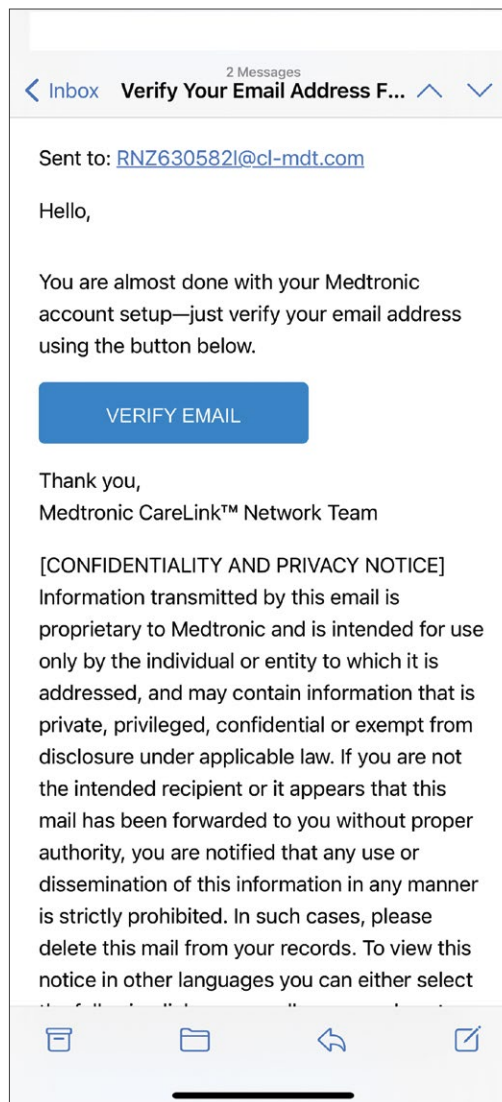 2 Messages
Inbox Verify Your Email Address F...
Sent to: RNZ630582l@cl-mdt.com
Hello,
You are almost done with your Medtronic
account setup—just verify your email address
using the button below.
VERIFY EMAIL
Thank you,
Medtronic CareLink™ Network Team
[CONFIDENTIALITY AND PRIVACY NOTICE]
Information transmitted by this email is
proprietary to Medtronic and is intended for use
only by the individual or entity to which it is
addressed, and may contain information that is
private, privileged, confidential or exempt from
disclosure under applicable law. If you are not
the intended recipient or it appears that this
mail has been forwarded to you without proper
authority, you are notified that any use or
dissemination of this information in any manner
is strictly prohibited. In such cases, please
delete this mail from your records. To view this
notice in other languages you can either select